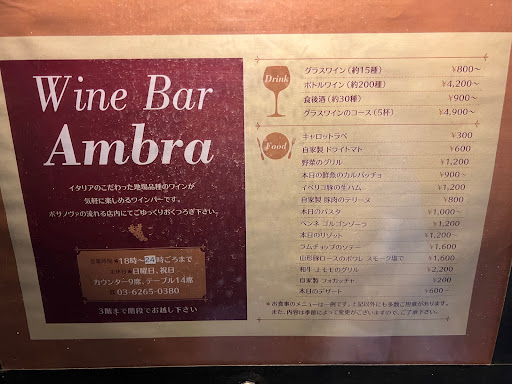 Wine Bar
Ambra
イタリアのこだわった地場品種のワインが
気軽に楽しめるワインバーです。
ボサノヴァの流れる店内にてごゆっくりおくつろぎ下さい。
営業時間★18時〜24時ごろまで
定休日★日曜日、祝日
カウンター9席、テーブル14席
03-6265-0380
3階まで階段でお越し下さい
Drink
グラスワイン（約15種） ¥800〜
ボトルワイン（約200種） ¥4,200〜
食後酒（約30種） ¥900〜
グラスワインのコース（5杯） ¥4,900〜
Food
キャロットラペ ¥300
自家製 ドライトマト ¥600
野菜のグリル ¥1,200
本日の鮮魚のカルパッチョ ¥900〜
イベリコ豚の生ハム ¥1,200
自家製 豚肉のテリーヌ ¥800
本日のパスタ ¥1,000〜
ペンネ ゴルゴンゾーラ ¥1,200
本日のリゾット ¥1,200〜
ラムチョップのソテー ¥1,600
山形豚ロースのポワレ スモーク塩で ¥1,600
和牛 上モモのグリル ¥2,200
自家製 フォカッチャ ¥200
本日のデザート ¥600〜
★お食事のメニューは一例です。上記以外にも多数ご用意があります。
また、内容は季節によって変更がございますので、ご了承下さい。